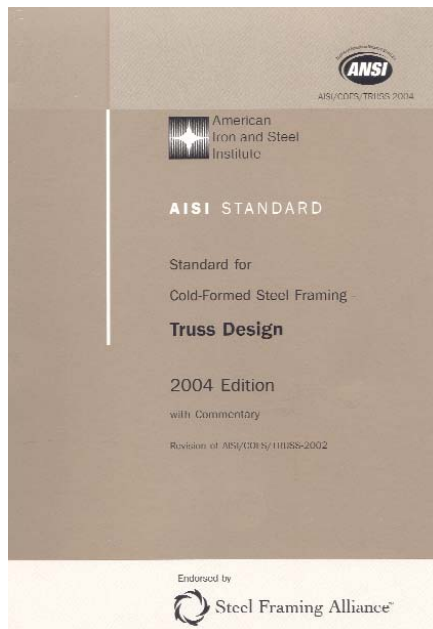 ANSI
AISI/COFS/TRUSS 2004
American
Iron and Steel
Institute
AISI STANDARD
Standard for
Cold-Formed Steel Framing -
Truss Design
2004 Edition
with Commentary
Revision of AISI/COFS/TRUSS-2002
Endorsed by
Steel Framing Alliance™